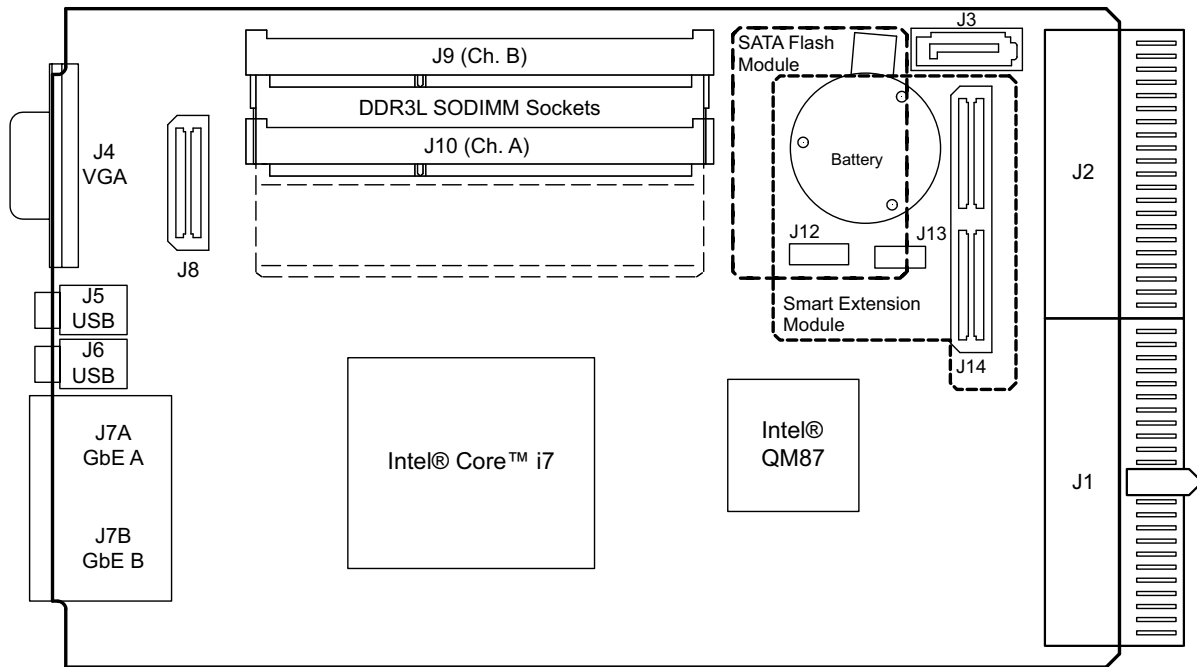 J3
SATA Flash
Module
J9 (Ch. B)
DDR3L SODIMM Sockets
J10 (Ch. A)
J4
VGA
Battery
J2
J12
J13
J8
J5
USB
Smart Extension
Module
J6
USB
J14
J7A
GbE A
Intel® Core™ i7
Intel®
QM87
J1
J7B
GbE B